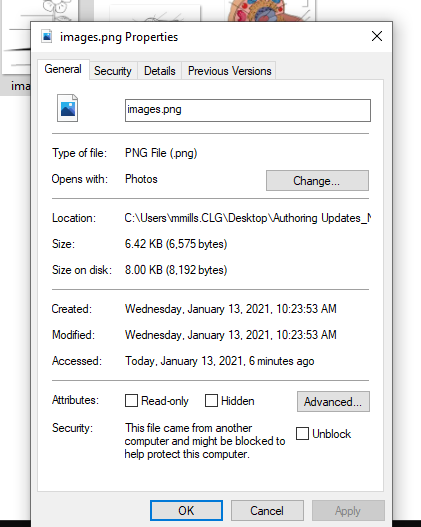 ima
images.png Properties
General Security Details Previous Versions
images.png
Type of file: PNG File (.png)
Opens with: Photos Change...
Location: C:\Users\mmills.CLG\Desktop\Authoring Updates_N
Size: 6.42 KB (6,575 bytes)
Size on disk: 8.00 KB (8,192 bytes)
Created: Wednesday, January 13, 2021, 10:23:53 AM
Modified: Wednesday, January 13, 2021, 10:23:53 AM
Accessed: Today, January 13, 2021, 6 minutes ago
Attributes: Read-only Hidden Advanced...
Security: This file came from another
computer and might be blocked to
help protect this computer.
Unblock
OK Cancel Apply